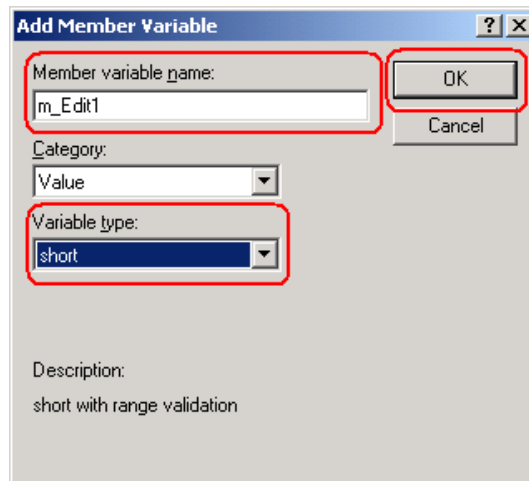 Add Member Variable
Member variable name:
OK
m_Edit1
Cancel
Category:
Value
Variable type:
short
Description:
short with range validation